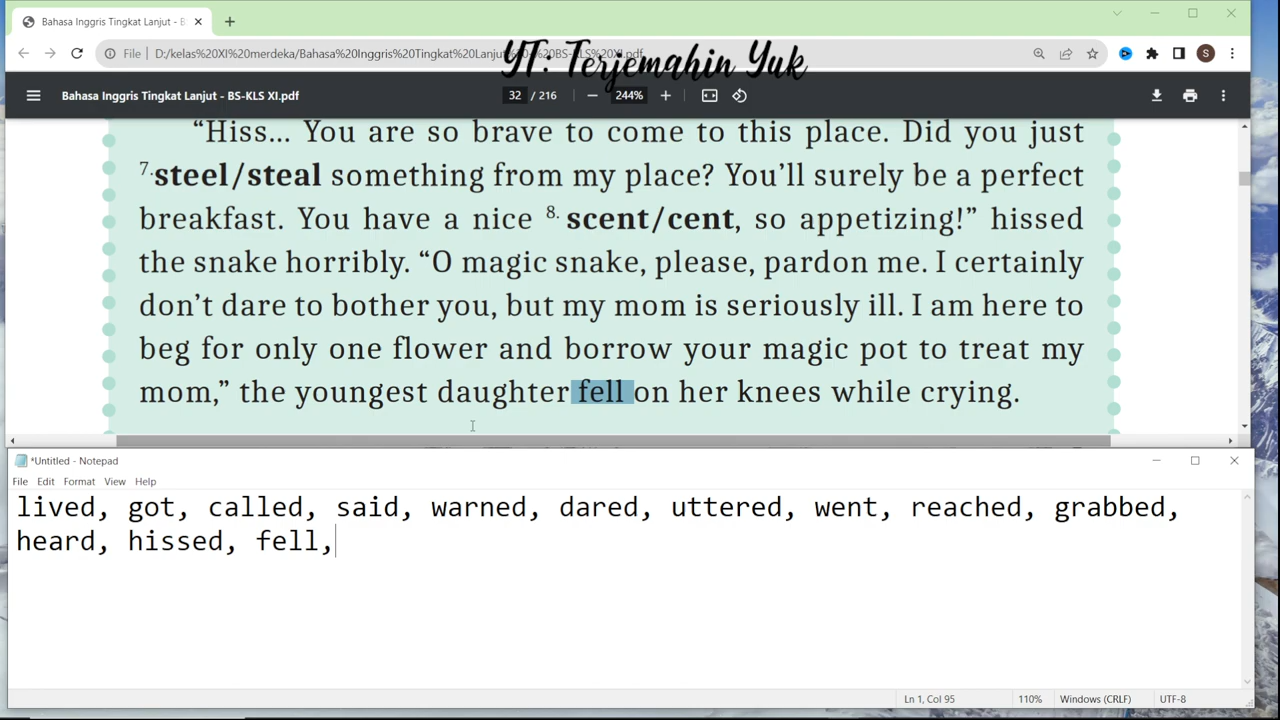 Bahasa Inggris Tingkat Lanjut - B
File D:/kelas%20XI%20merdeka/Bahasa%20Inggris%20Tingkat%20Lanjut%20-%20BS-KLS%20XI.pdf
S
YT: Terjemahin Yuk
Bahasa Inggris Tingkat Lanjut - BS-KLS XI.pdf
32 / 216
244%
“Hiss... You are so brave to come to this place. Did you just
7. steel/steal something from my place? You’ll surely be a perfect
breakfast. You have a nice 8. scent/cent, so appetizing!” hissed
the snake horribly. “O magic snake, please, pardon me. I certainly
don’t dare to bother you, but my mom is seriously ill. I am here to
beg for only one flower and borrow your magic pot to treat my
mom,” the youngest daughter fell on her knees while crying.
*Untitled - Notepad
File Edit Format View Help
lived, got, called, said, warned, dared, uttered, went, reached, grabbed,
heard, hissed, fell,
Ln 1, Col 95 110% Windows (CRLF) UTF-8